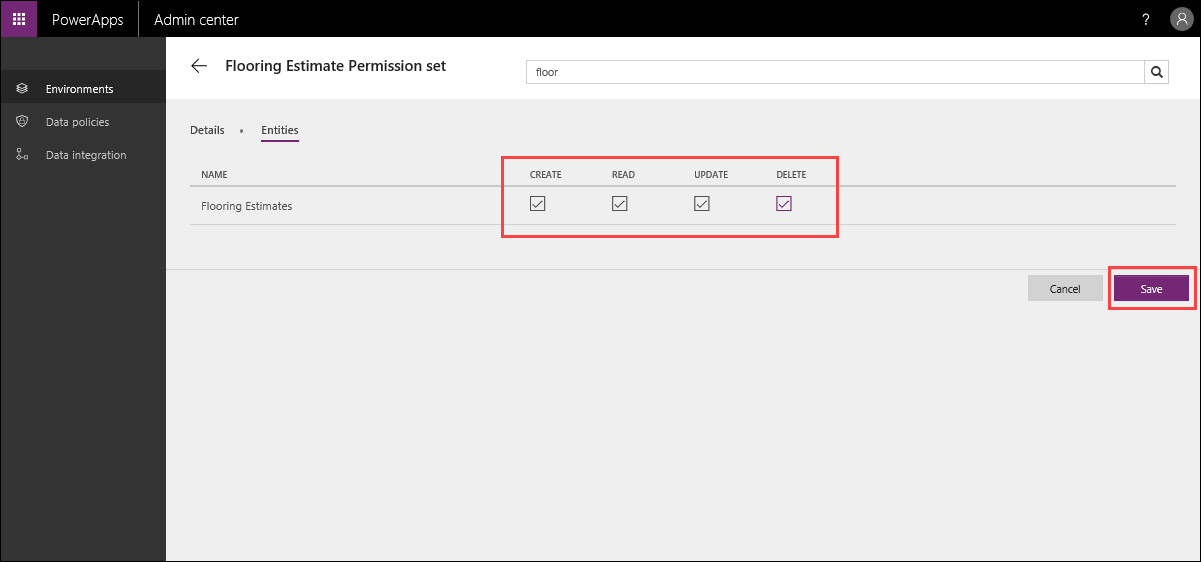 PowerApps
Admin center
?
Environments
Data policies
Data integration
Flooring Estimate Permission set
floor
Details • Entities
NAME CREATE READ UPDATE DELETE
Flooring Estimates
Cancel Save